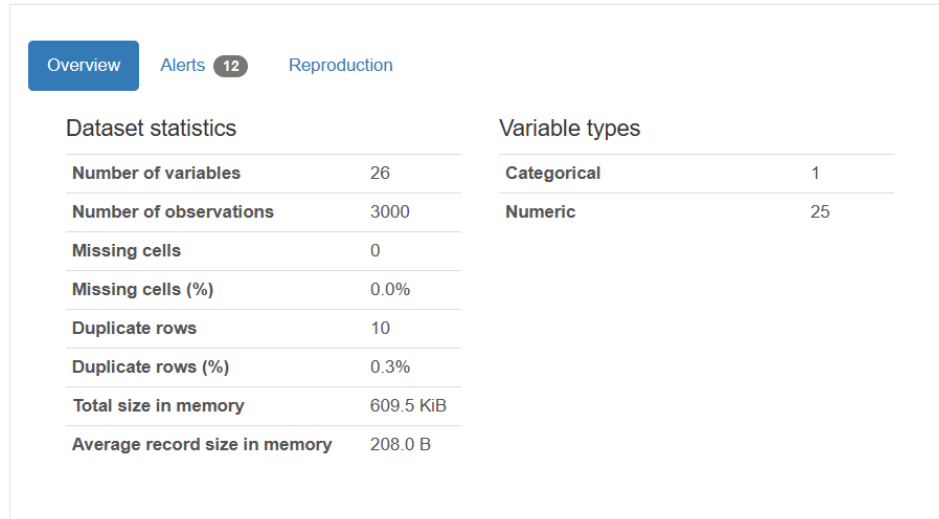 Overview Alerts 12 Reproduction
Dataset statistics
Number of variables 26
Number of observations 3000
Missing cells 0
Missing cells (%) 0.0%
Duplicate rows 10
Duplicate rows (%) 0.3%
Total size in memory 609.5 KiB
Average record size in memory 208.0 B
Variable types
Categorical 1
Numeric 25